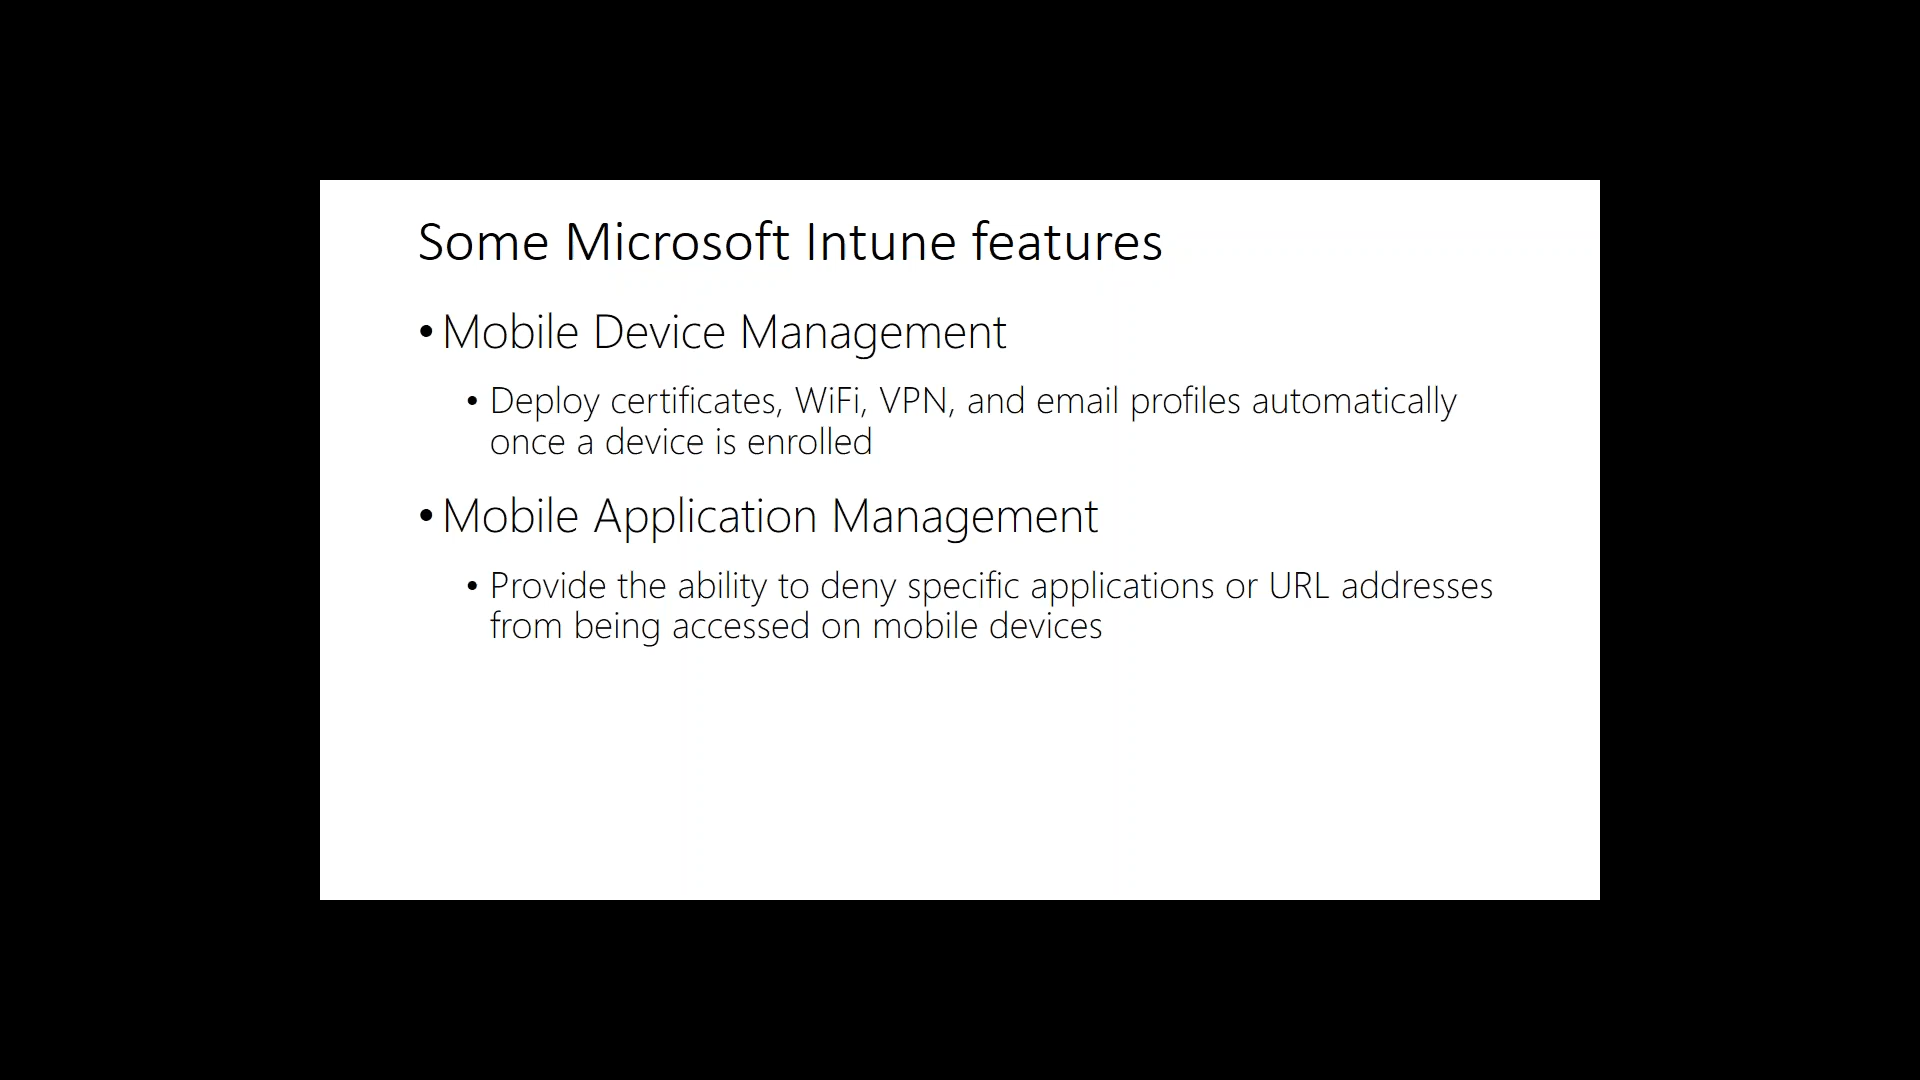 Some Microsoft Intune features
• Mobile Device Management
• Deploy certificates, WiFi, VPN, and email profiles automatically
once a device is enrolled
• Mobile Application Management
• Provide the ability to deny specific applications or URL addresses
from being accessed on mobile devices